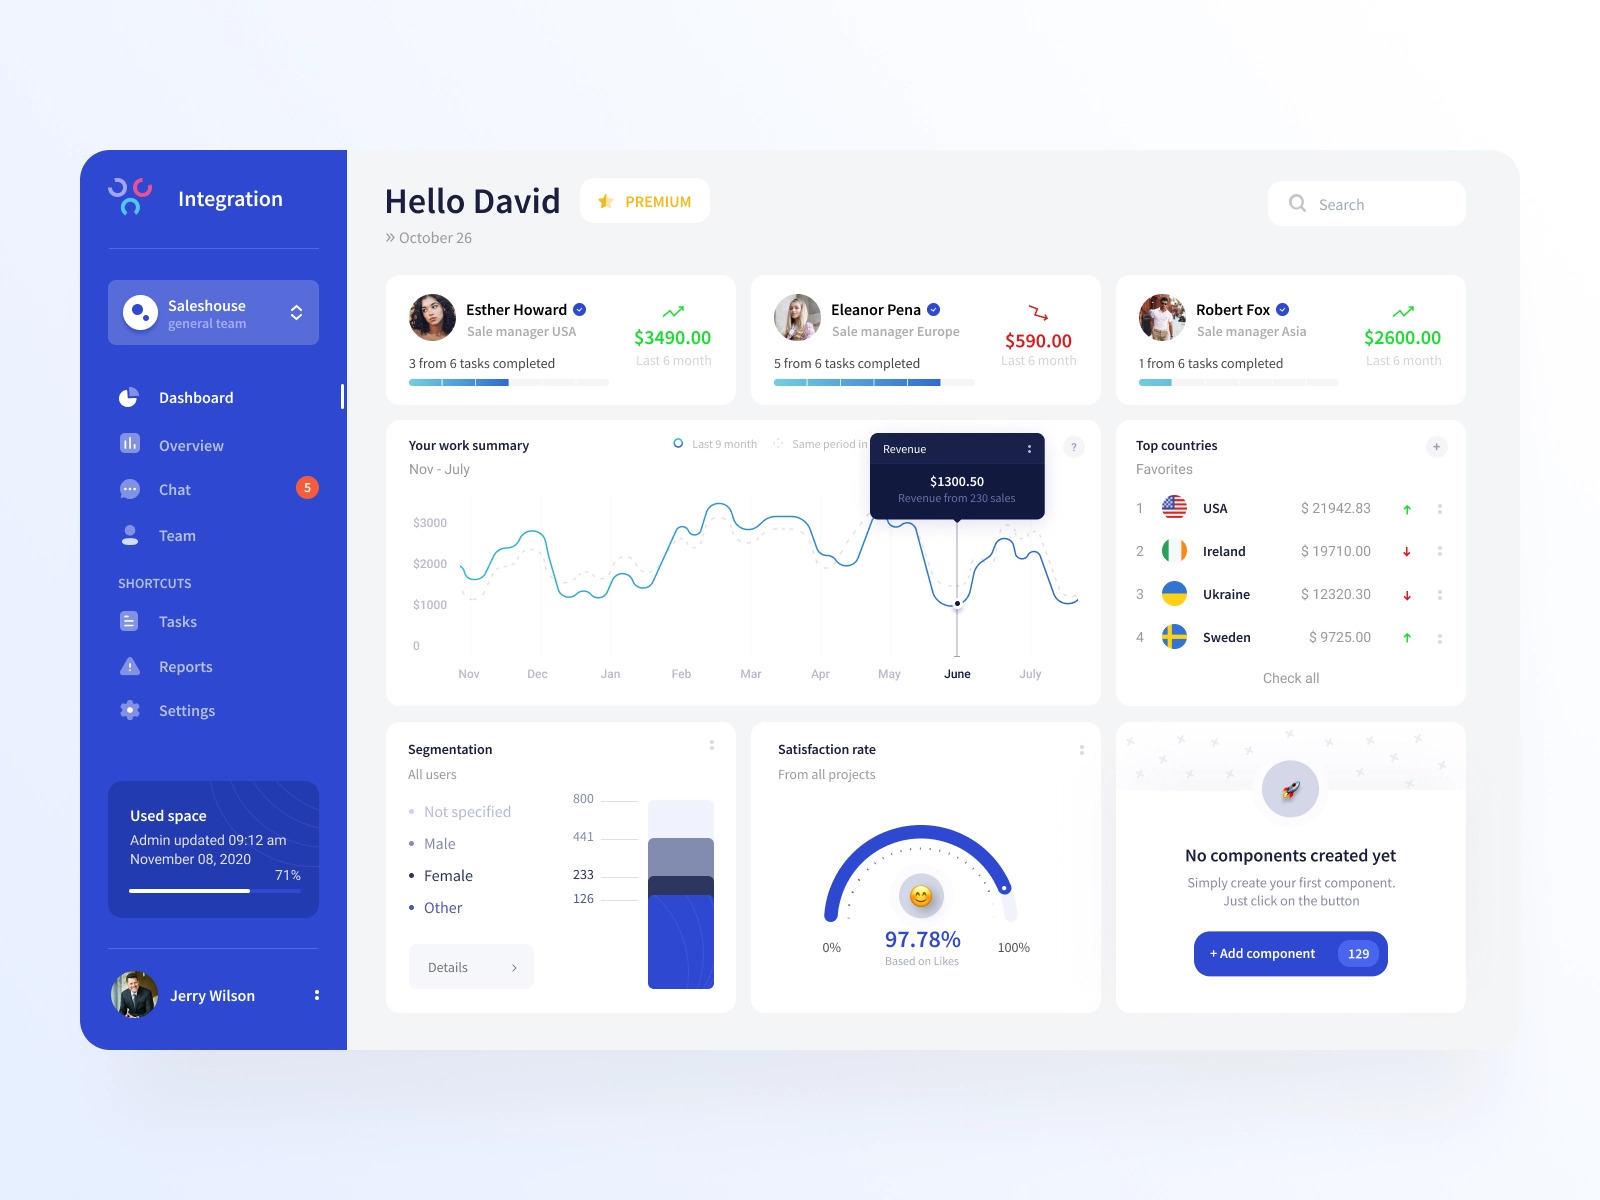 Integration
Saleshouse
general team
Dashboard
Overview
Chat
5
Team
SHORTCUTS
Tasks
Reports
Settings
Used space
Admin updated 09:12 am
November 08, 2020
71%
Jerry Wilson
Hello David
PREMIUM
» October 26
Search
Esther Howard
Sale manager USA
$3490.00
Last 6 month
3 from 6 tasks completed
Eleanor Pena
Sale manager Europe
$590.00
Last 6 month
5 from 6 tasks completed
Robert Fox
Sale manager Asia
$2600.00
Last 6 month
1 from 6 tasks completed
Your work summary
Nov - July
Last 9 month
Same period in
?
Revenue
$1300.50
Revenue from 230 sales
$3000
$2000
$1000
0
Nov Dec Jan Feb Mar Apr May June July
Top countries
+
Favorites
1 USA $ 21942.83
2 Ireland $ 19710.00
3 Ukraine $ 12320.30
4 Sweden $ 9725.00
Check all
Segmentation
All users
• Not specified
• Male
• Female
• Other
800
441
233
126
Details >
Satisfaction rate
From all projects
0%
97.78%
100%
Based on Likes
No components created yet
Simply create your first component.
Just click on the button
+ Add component 129